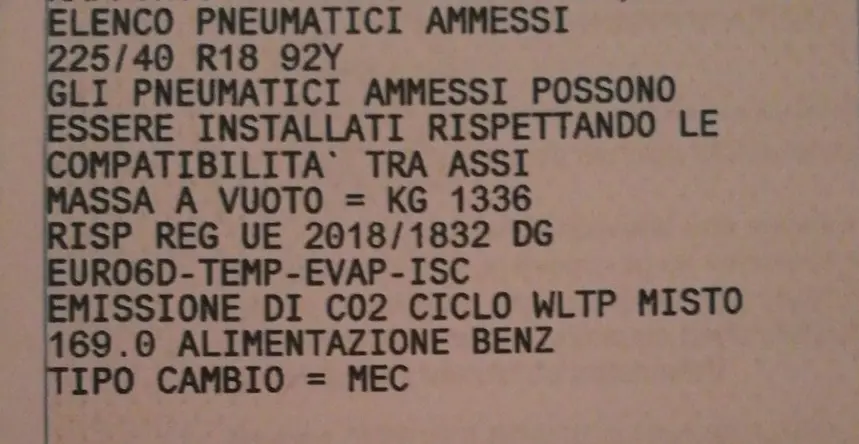 ELENCO PNEUMATICI AMMESSI
225/40 R18 92Y
GLI PNEUMATICI AMMESSI POSSONO
ESSERE INSTALLATI RISPETTANDO LE
COMPATIBILITA` TRA ASSI
MASSA A VUOTO = KG 1336
RISP REG UE 2018/1832 DG
EURO6D-TEMP-EVAP-ISC
EMISSIONE DI CO2 CICLO WLTP MISTO
169.0 ALIMENTAZIONE BENZ
TIPO CAMBIO = MEC